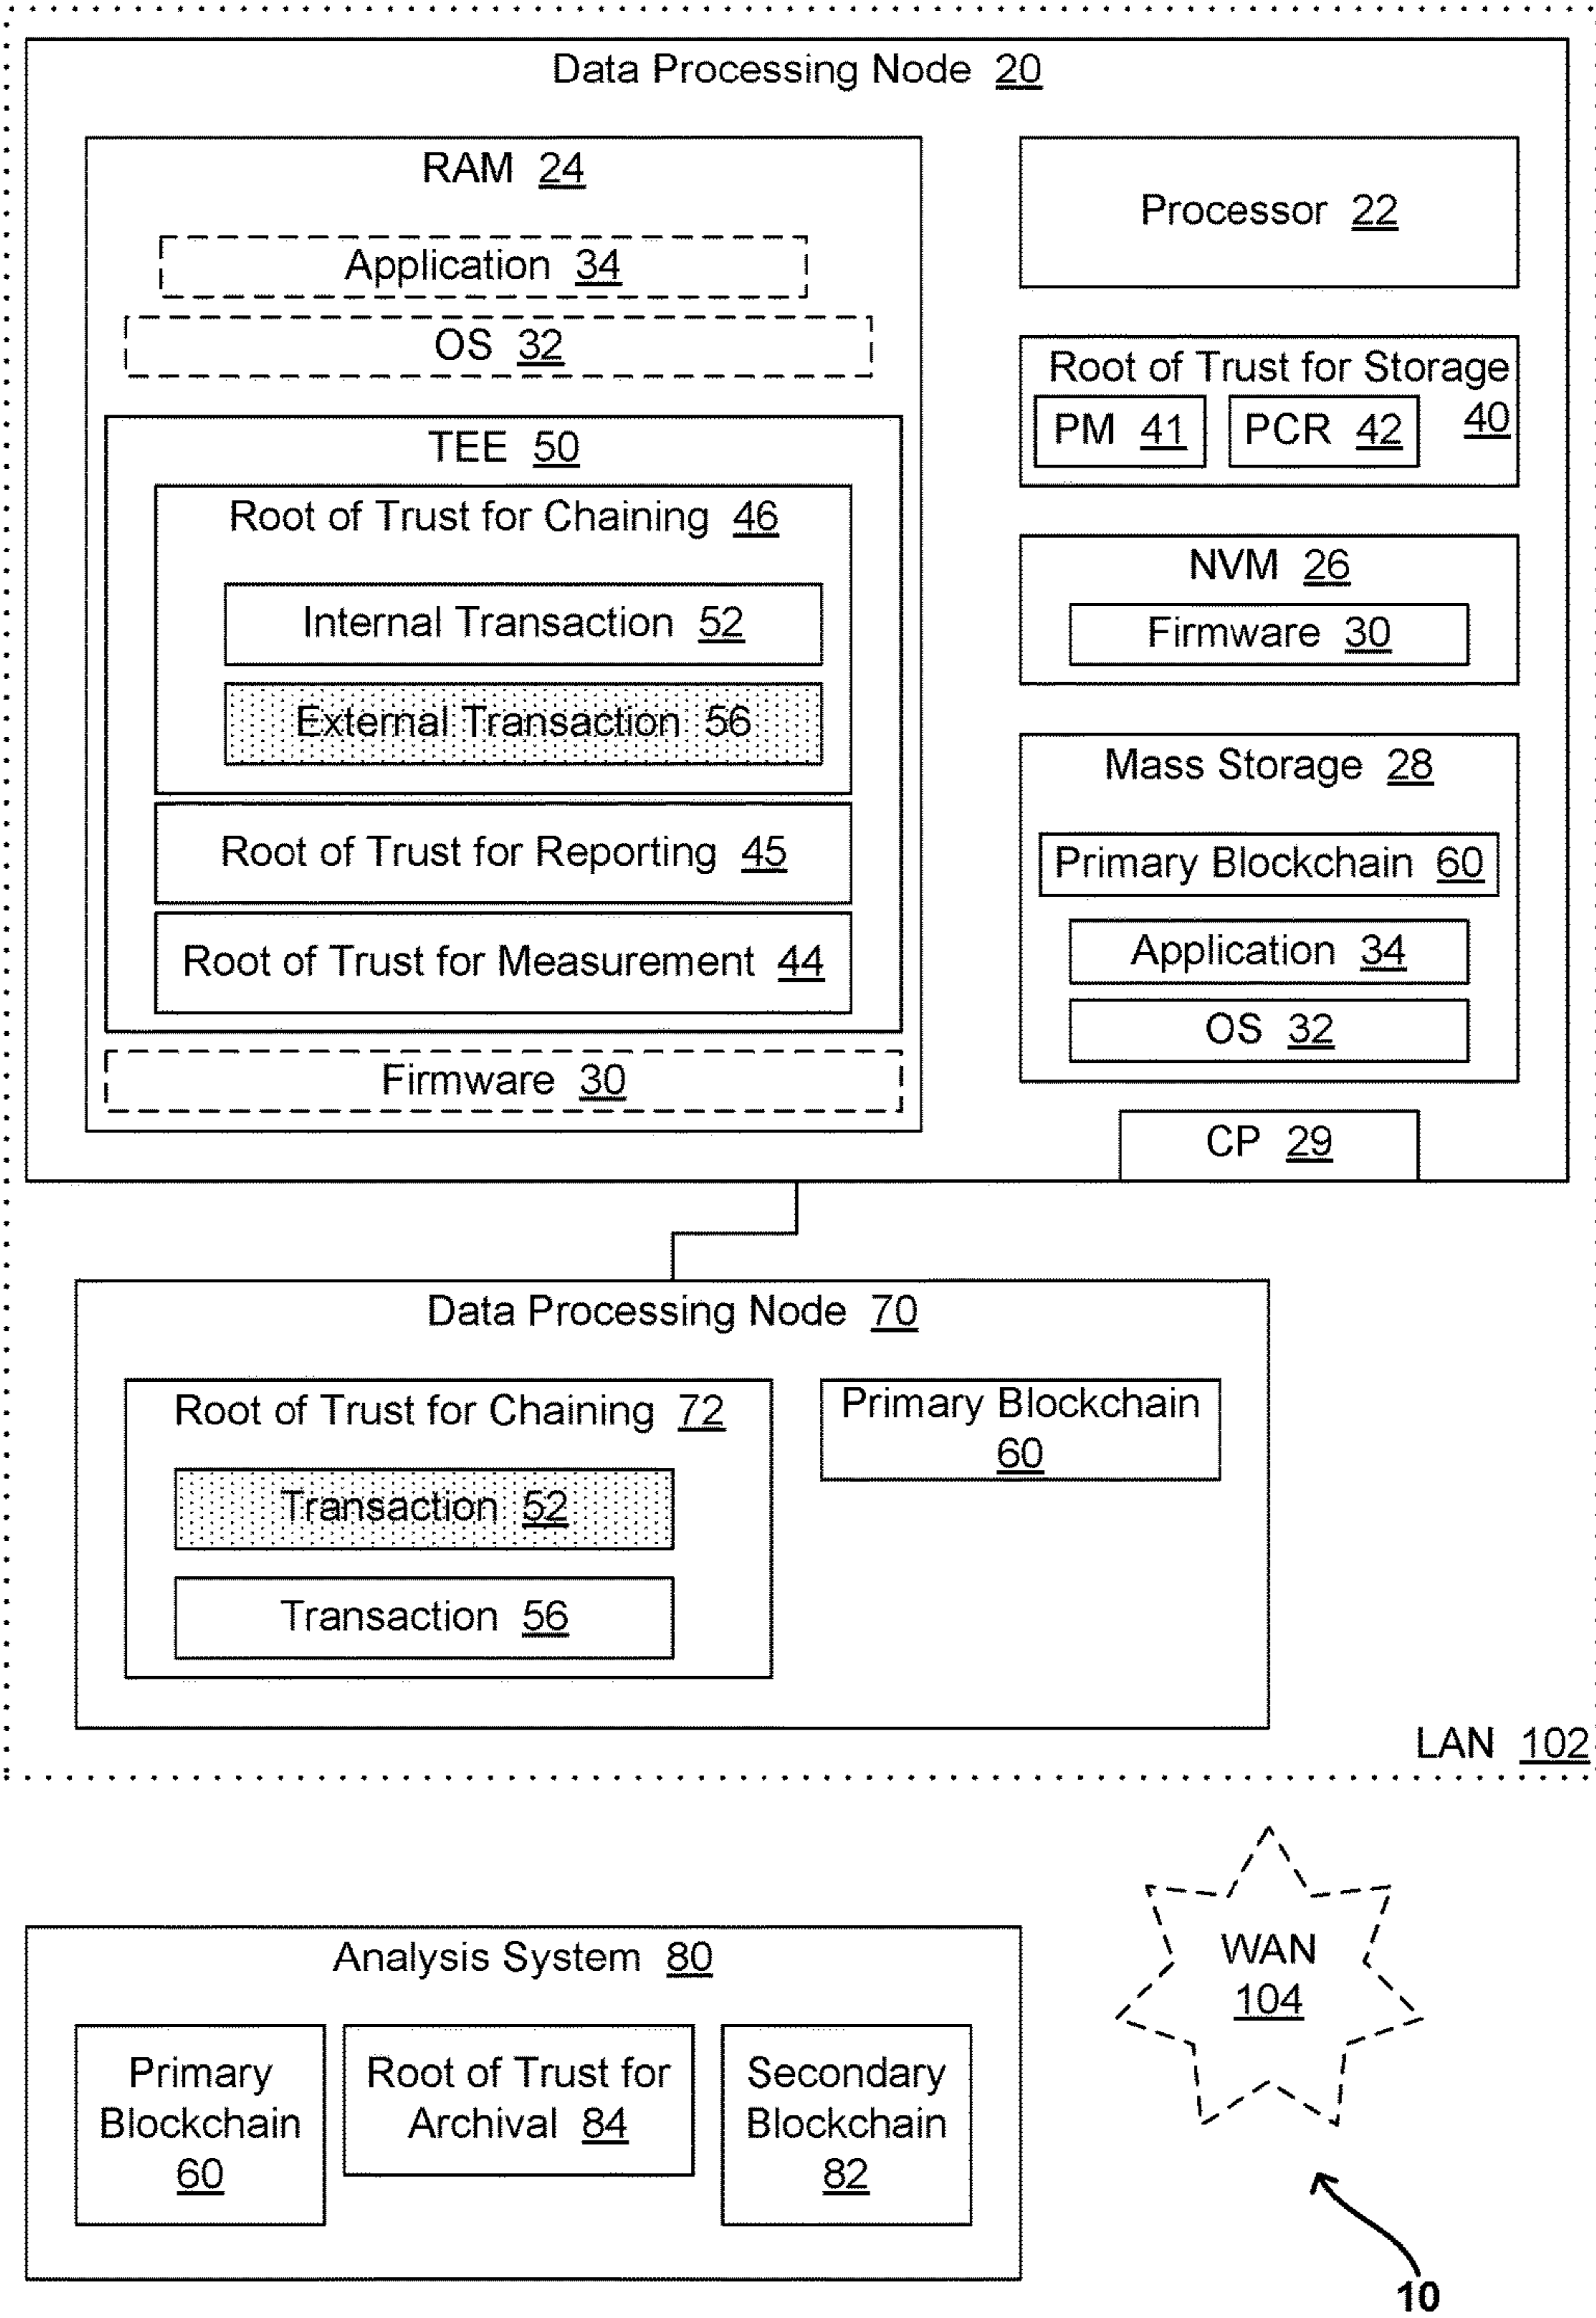 Data Processing Node 20
RAM 24
Application 34
OS 32
TEE 50
Root of Trust for Chaining 46
Internal Transaction 52
External Transaction 56
Root of Trust for Reporting 45
Root of Trust for Measurement 44
Firmware 30
Processor 22
Root of Trust for Storage
40
PM 41
PCR 42
NVM 26
Firmware 30
Mass Storage 28
Primary Blockchain 60
Application 34
OS 32
CP 29
Data Processing Node 70
Root of Trust for Chaining 72
Transaction 52
Transaction 56
Primary Blockchain
60
LAN 102
Analysis System 80
Primary
Blockchain
60
Root of Trust for
Archival 84
Secondary
Blockchain
82
WAN
104
10